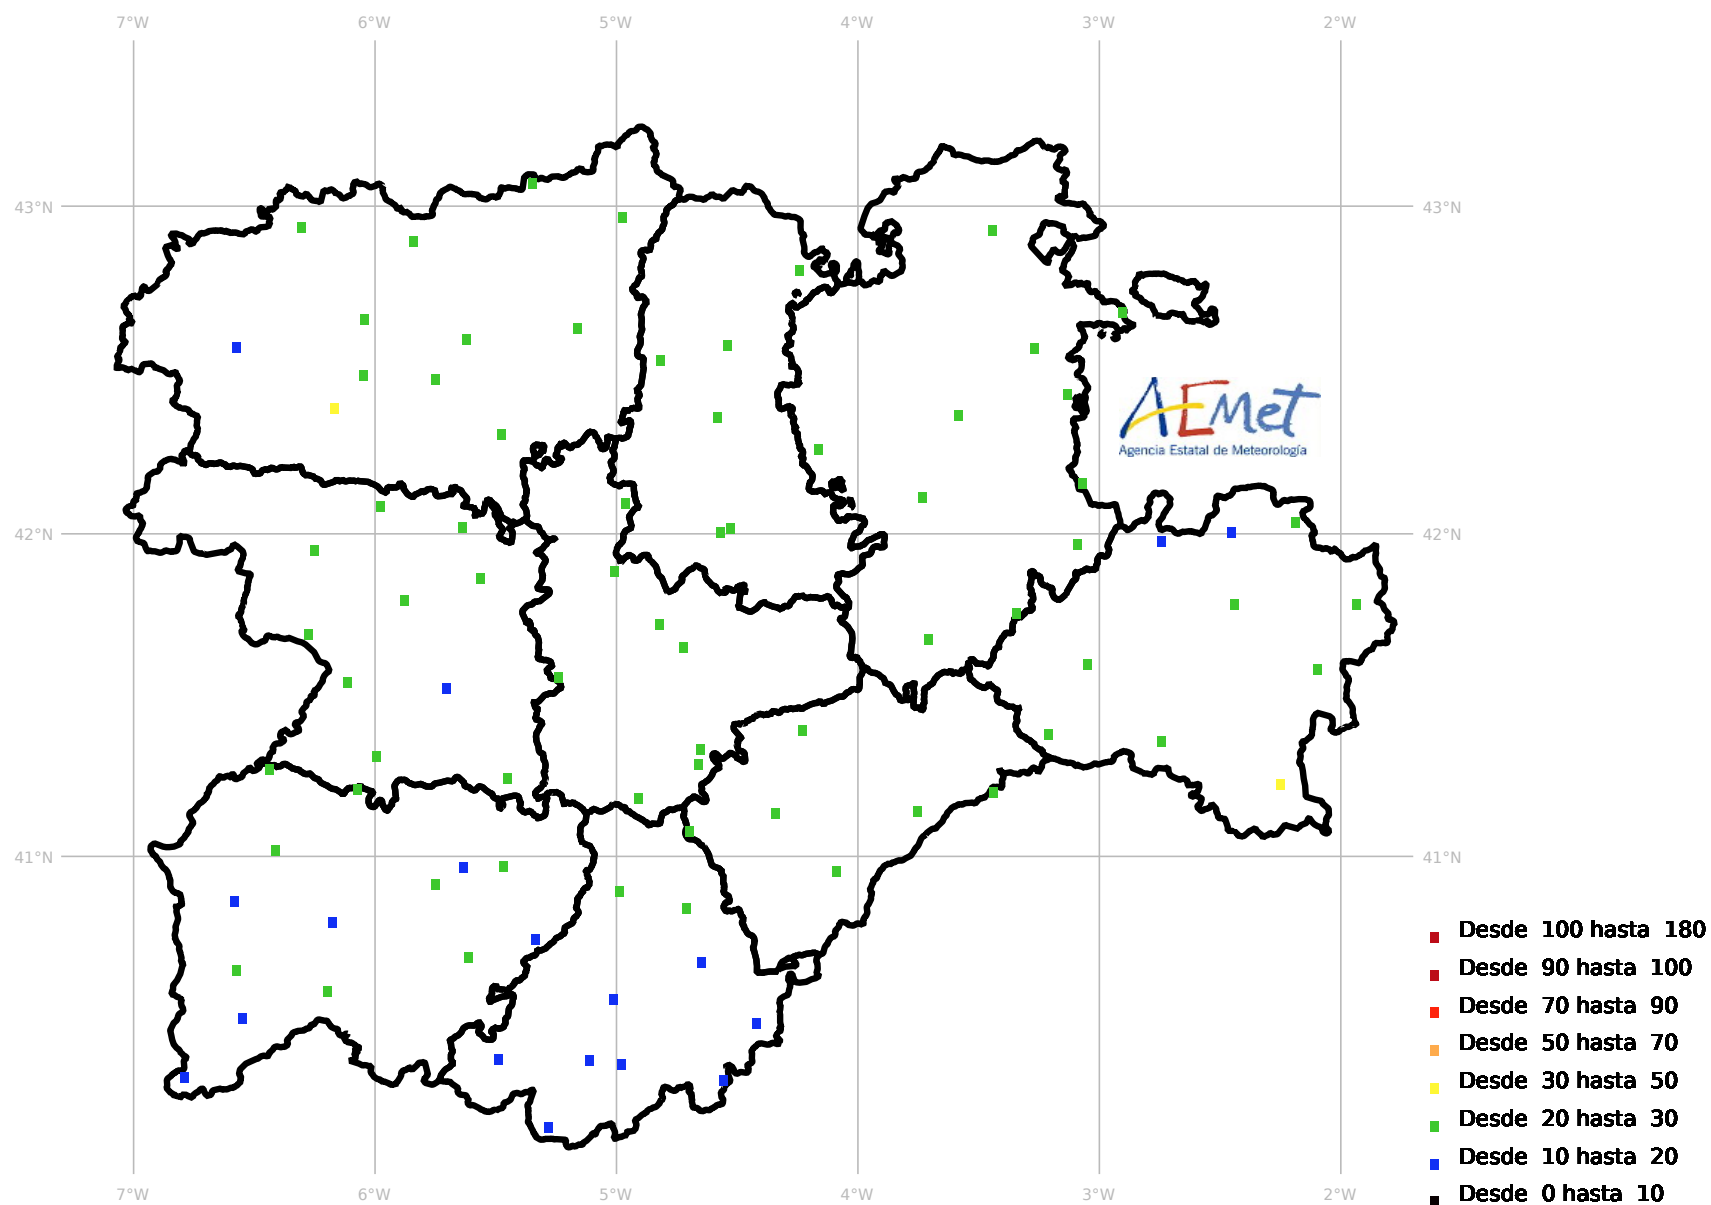 7°W 6°W 5°W 4°W 3°W 2°W
43°N 43°N
AEMet
Agencia Estatal de Meteorología
42°N 42°N
41°N 41°N
Desde 100 hasta 180
Desde 90 hasta 100
Desde 70 hasta 90
Desde 50 hasta 70
Desde 30 hasta 50
Desde 20 hasta 30
Desde 10 hasta 20
Desde 0 hasta 10
7°W 6°W 5°W 4°W 3°W 2°W